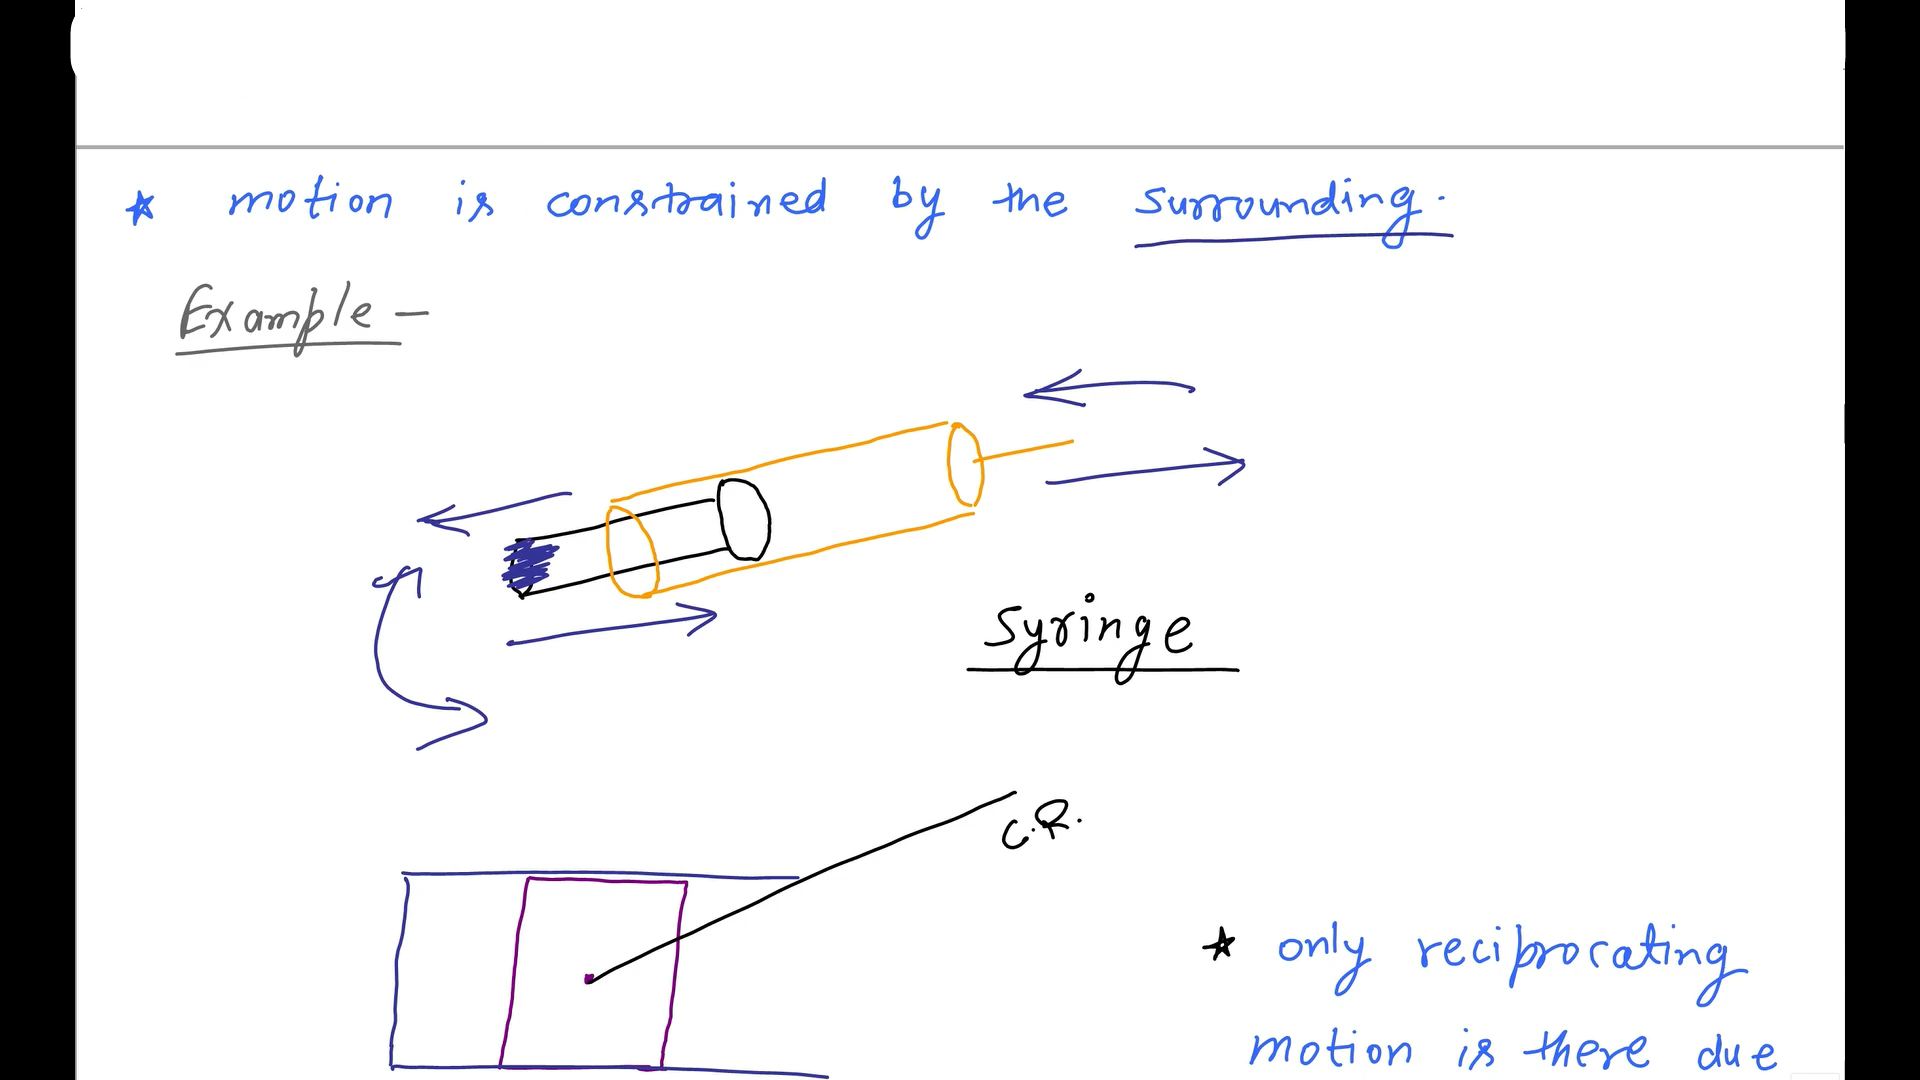 ★ motion is constrained by the surrounding.
Example -
Syringe
C.R.
★ only reciprocating
motion is there due